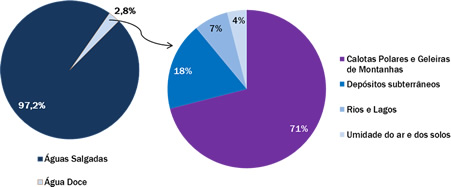 2,8%
97,2%
Águas Salgadas
Água Doce
4%
7%
18%
71%
Calotas Polares e Geleiras
de Montanhas
Depósitos subterrâneos
Rios e Lagos
Umidade do ar e dos solos